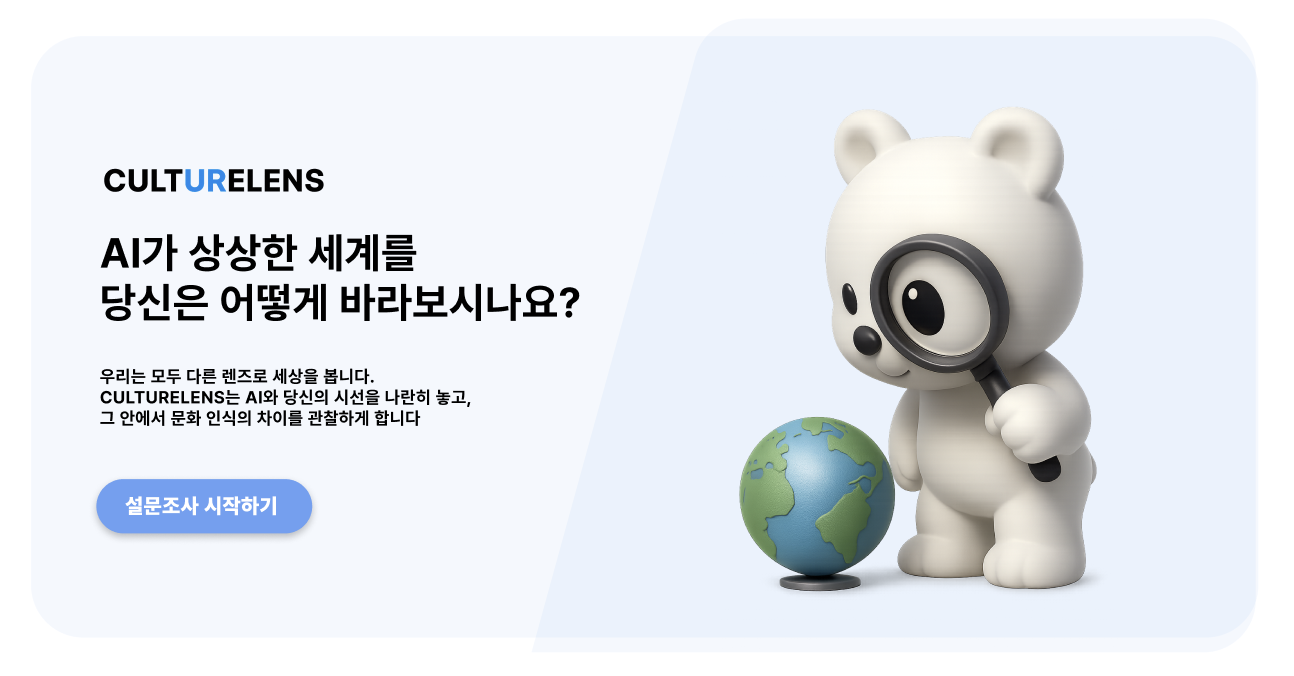 CULTURELENS
AI가 상상한 세계를
당신은 어떻게 바라보시나요?
우리는 모두 다른 렌즈로 세상을 봅니다.
CULTURELENS는 AI와 당신의 시선을 나란히 놓고,
그 안에서 문화 인식의 차이를 관찰하게 합니다
설문조사 시작하기